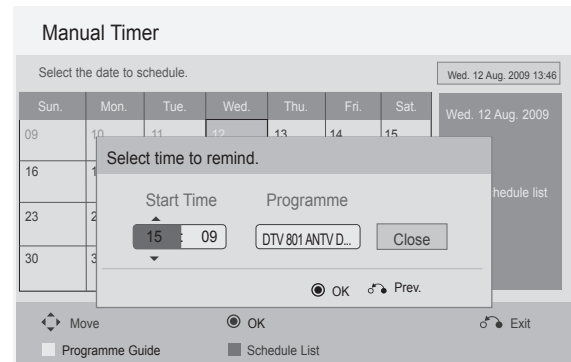 Manual Timer
Select the date to schedule.
Wed. 12 Aug. 2009 13:46
Sun. Mon. Tue. Wed. Thu. Fri. Sat.
Wed. 12 Aug. 2009
09 10 11 12 13 14 15
Select time to remind.
16
hedule list
Start Time Programme
23
15 : 09 DTV 801 ANTV D... Close
30
OK Prev.
Move OK Exit
Programme Guide Schedule List